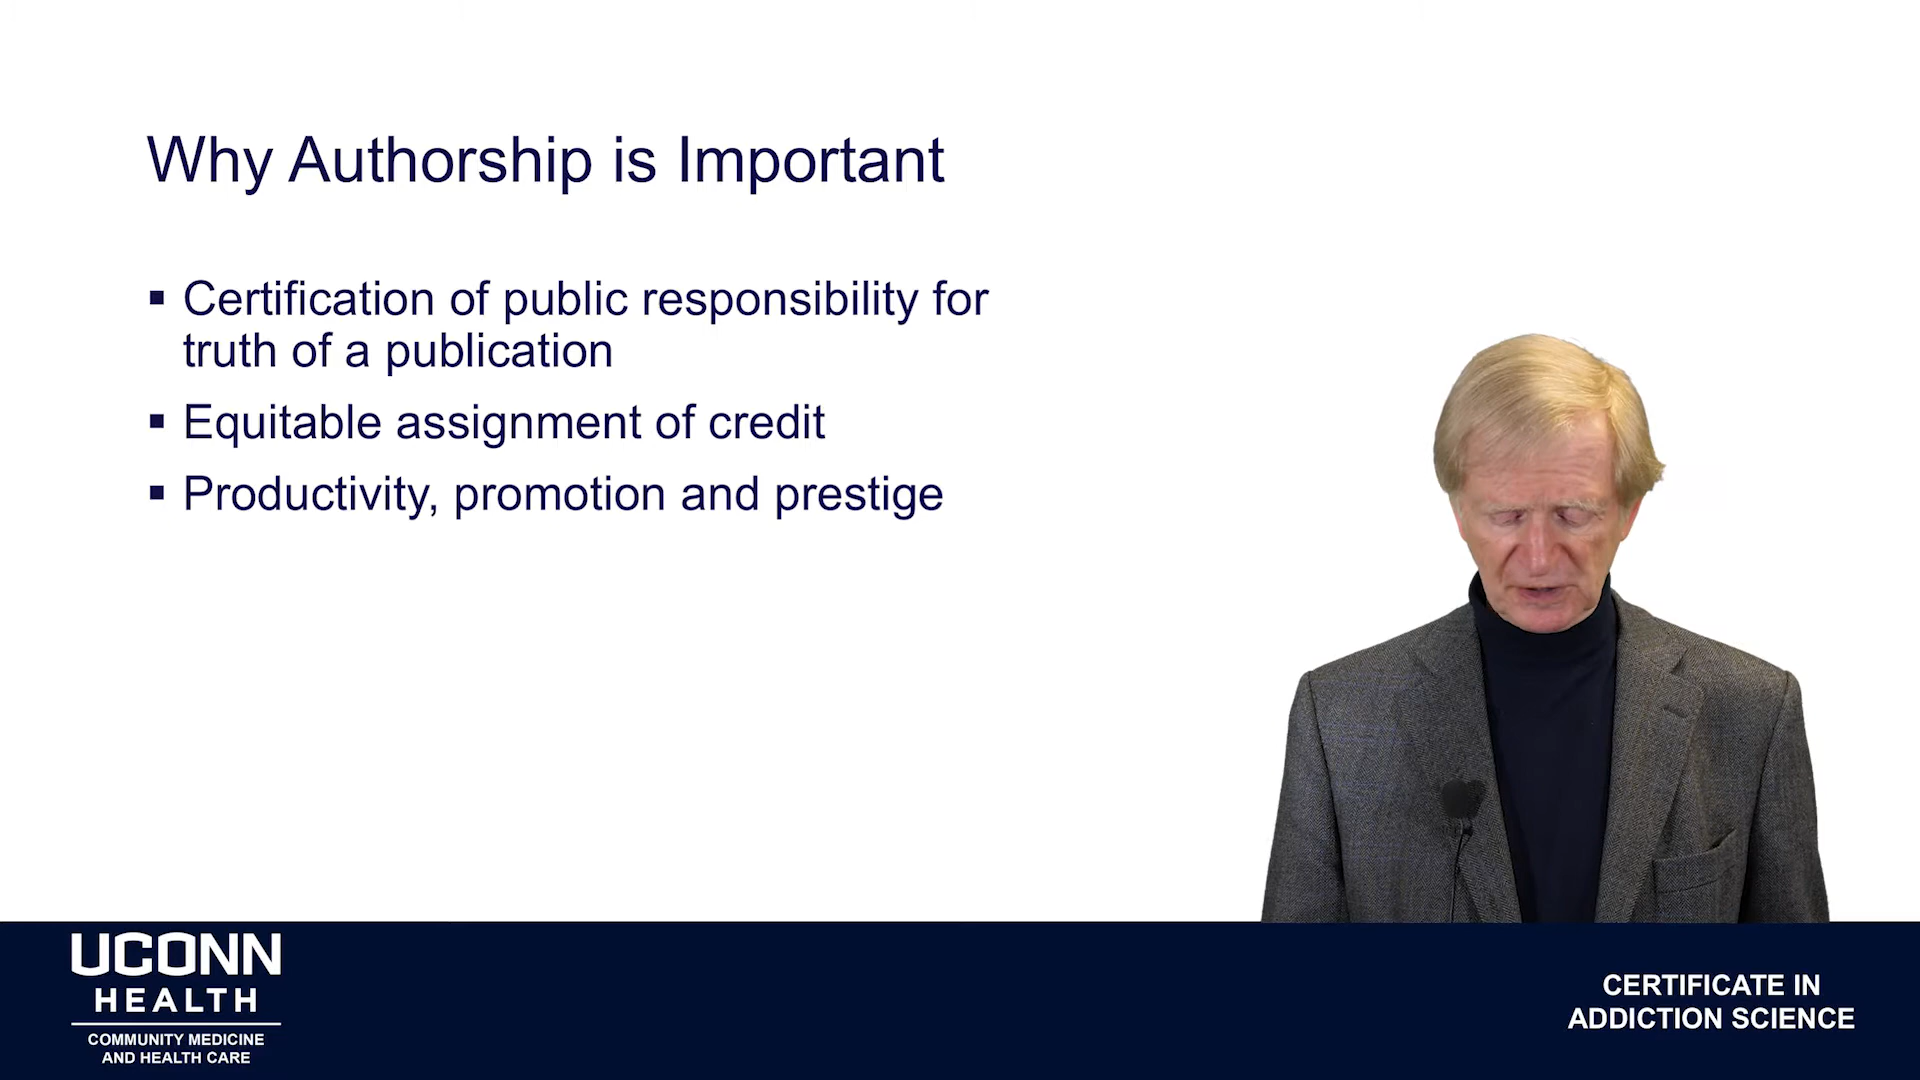 Why Authorship is Important
▪ Certification of public responsibility for
truth of a publication
▪ Equitable assignment of credit
▪ Productivity, promotion and prestige
UCONN
HEALTH
COMMUNITY MEDICINE
AND HEALTH CARE
CERTIFICATE IN
ADDICTION SCIENCE